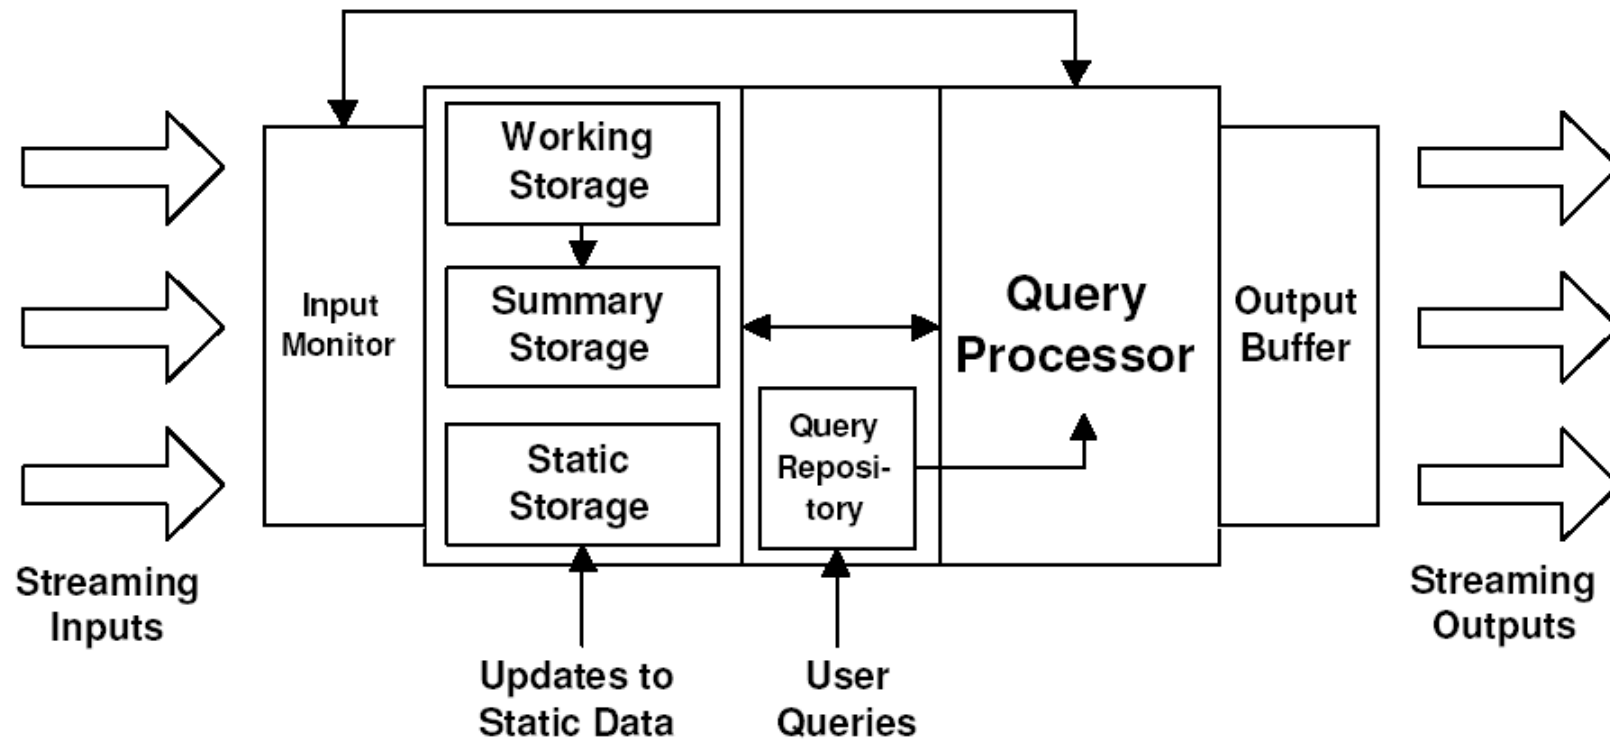 Working
Storage
Summary
Storage
Static
Storage
Input
Monitor
Query
Reposi-
tory
Query
Processor
Output
Buffer
Streaming
Inputs
Updates to
Static Data
User
Queries
Streaming
Outputs